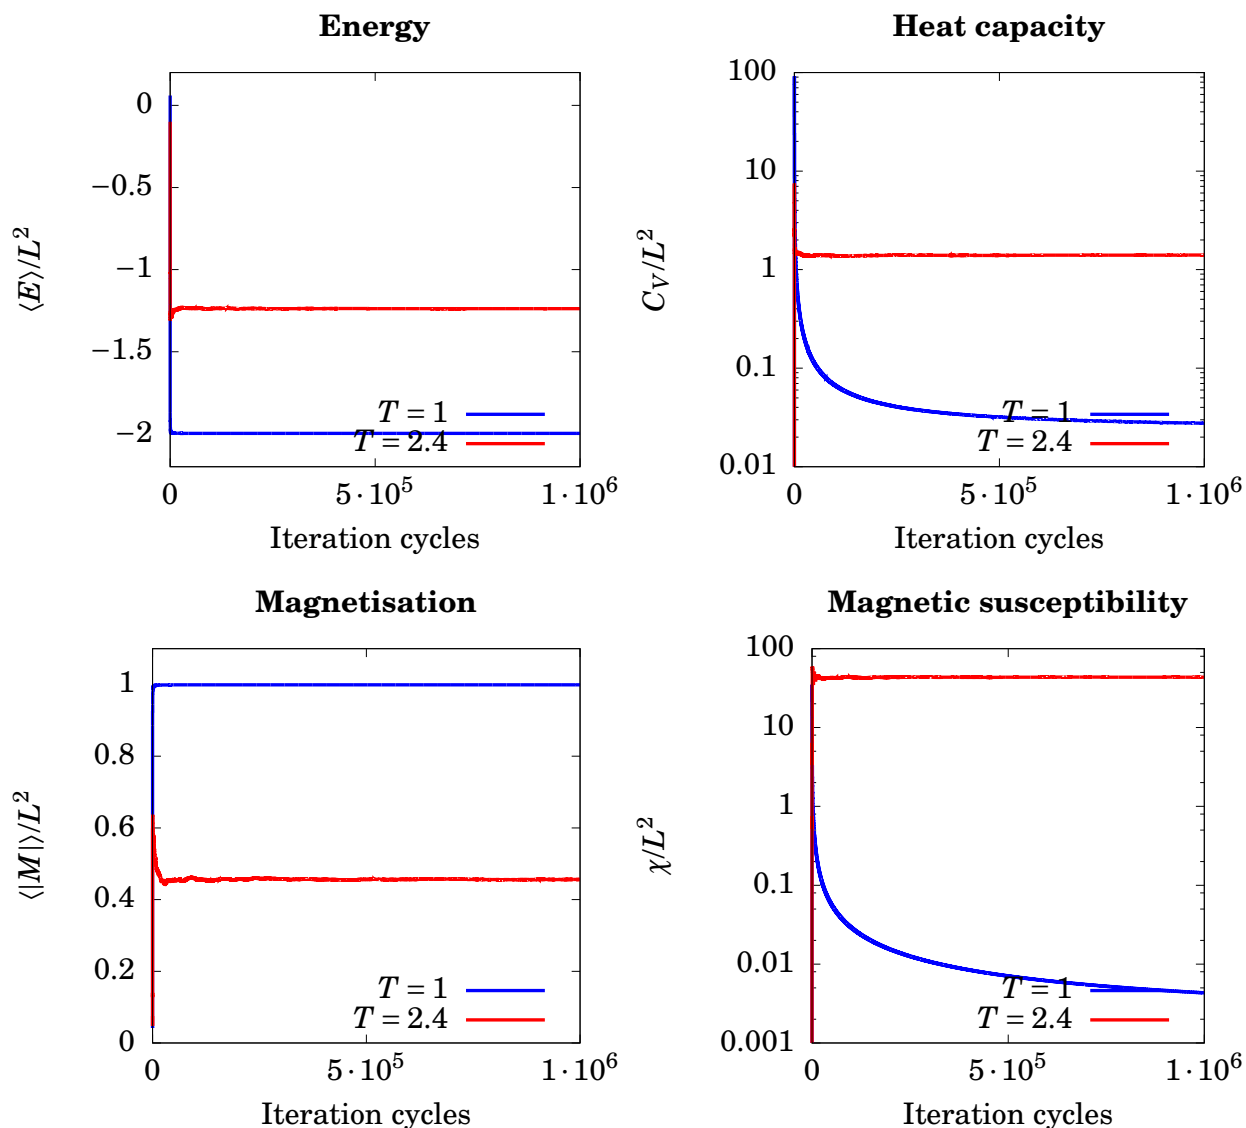 Energy
0
−0.5
−1
−1.5
−2
⟨E⟩/L²
T = 1
T = 2.4
0
5·10⁵
1·10⁶
Iteration cycles
Heat capacity
100
10
1
0.1
0.01
C_V/L²
T = 1
T = 2.4
0
5·10⁵
1·10⁶
Iteration cycles
Magnetisation
1
0.8
0.6
0.4
0.2
0
⟨|M|⟩/L²
T = 1
T = 2.4
0
5·10⁵
1·10⁶
Iteration cycles
Magnetic susceptibility
100
10
1
0.1
0.01
0.001
χ/L²
T = 1
T = 2.4
0
5·10⁵
1·10⁶
Iteration cycles